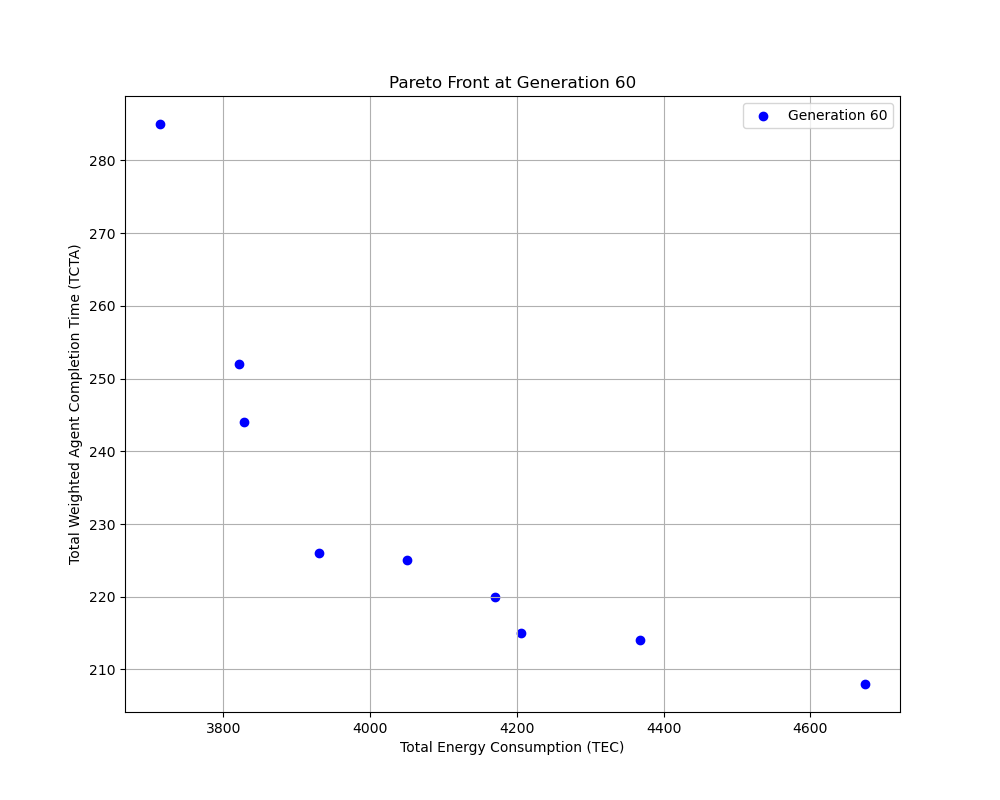 Pareto Front at Generation 60
Generation 60
280
270
260
250
240
230
220
210
Total Weighted Agent Completion Time (TCTA)
3800 4000 4200 4400 4600
Total Energy Consumption (TEC)